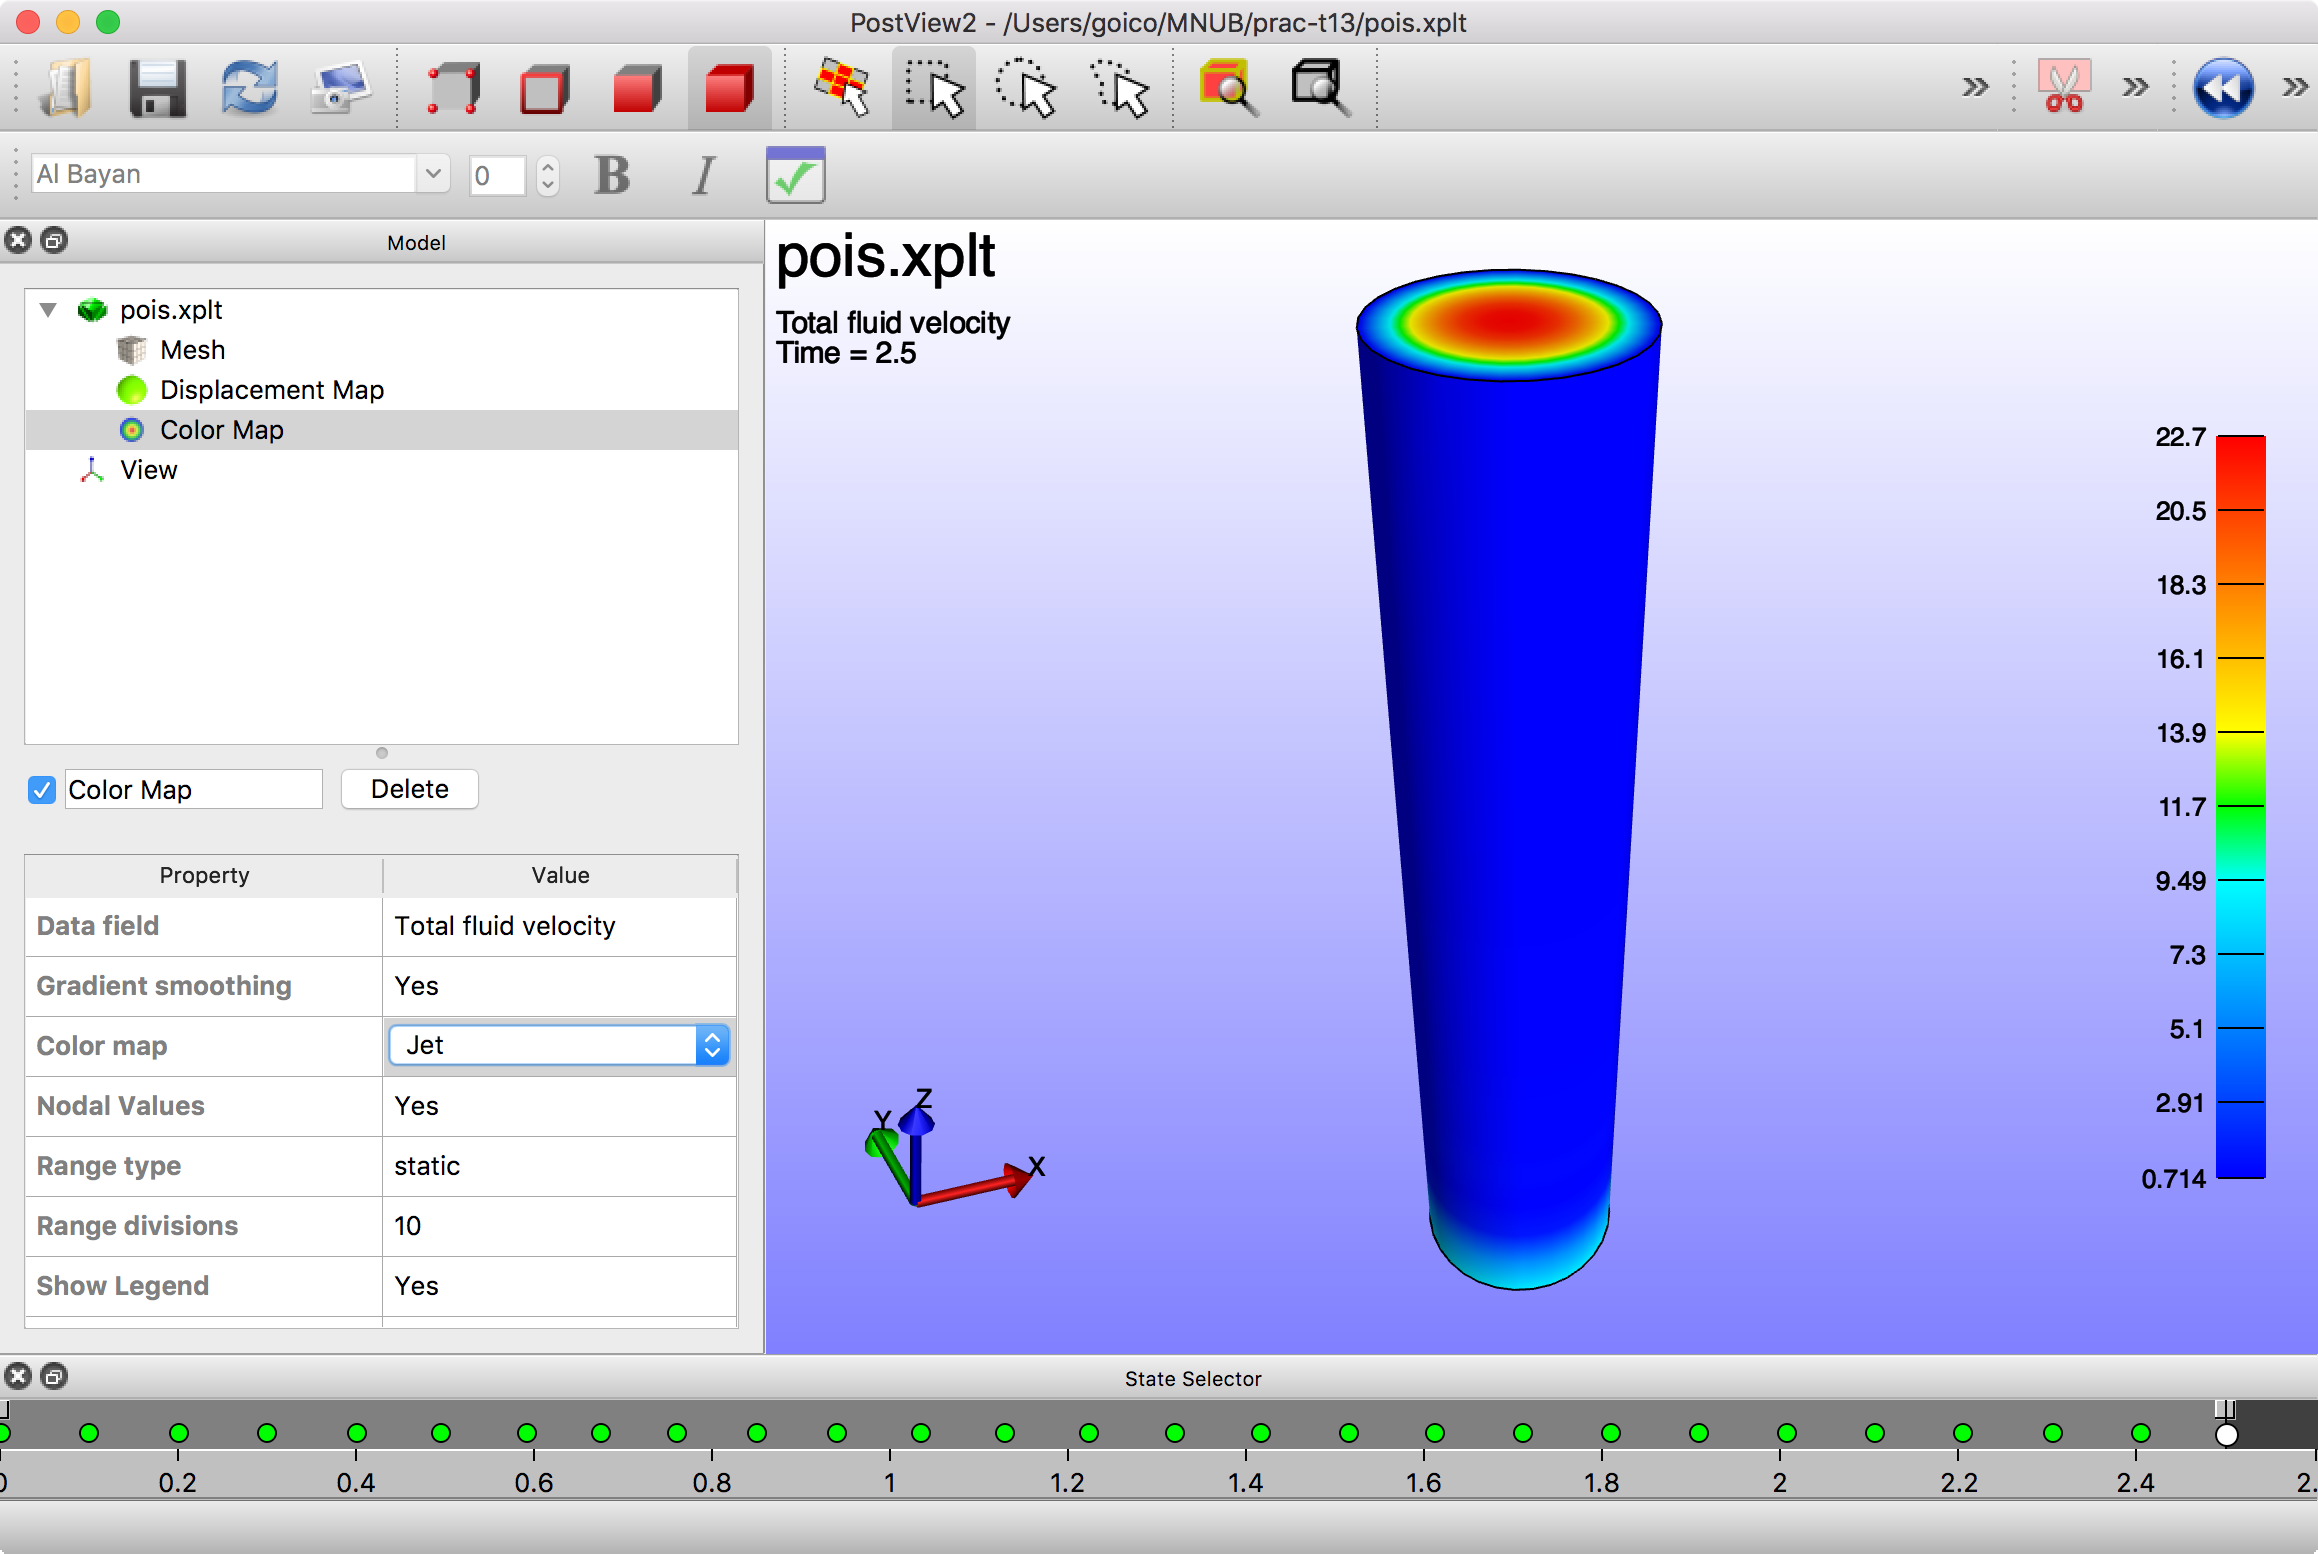 PostView2 - /Users/goico/MNUB/prac-t13/pois.xplt
Al Bayan
0
B
I
Model
pois.xplt
Mesh
Displacement Map
Color Map
View
Color Map
Delete
Property Value
Data field Total fluid velocity
Gradient smoothing Yes
Color map Jet
Nodal Values Yes
Range type static
Range divisions 10
Show Legend Yes
pois.xplt
Total fluid velocity
Time = 2.5
22.7
20.5
18.3
16.1
13.9
11.7
9.49
7.3
5.1
2.91
0.714
Z
Y
X
State Selector
0 0.2 0.4 0.6 0.8 1 1.2 1.4 1.6 1.8 2 2.2 2.4 2.